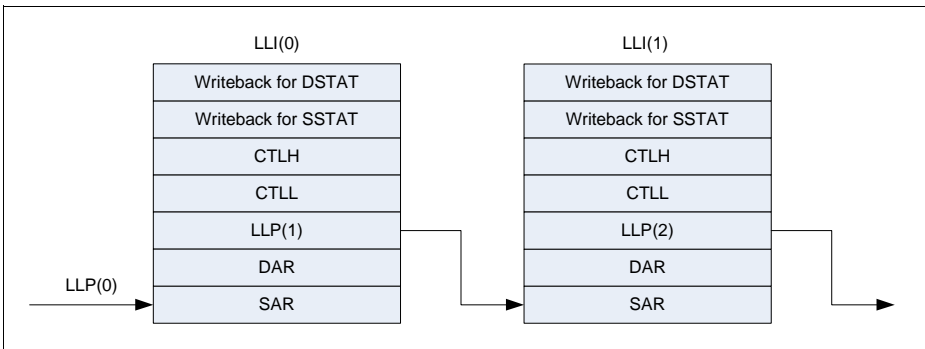 LLI(0)
LLI(1)
Writeback for DSTAT
Writeback for DSTAT
Writeback for SSTAT
Writeback for SSTAT
CTLH
CTLH
CTLL
CTLL
LLP(1)
LLP(2)
DAR
DAR
LLP(0)
SAR
SAR